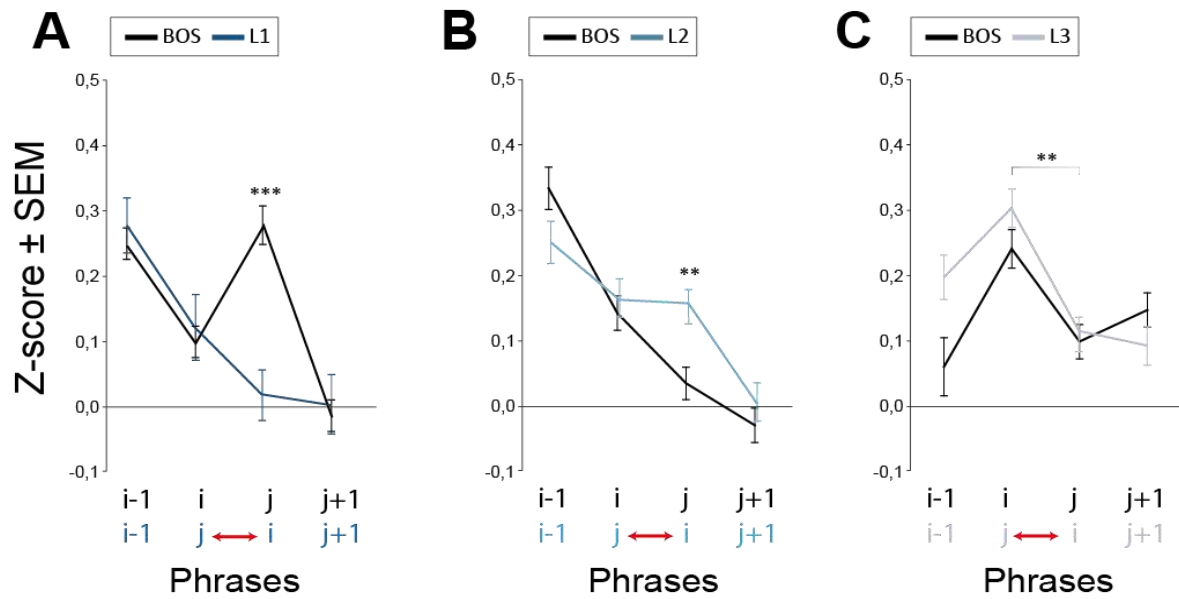 A BOS L1
B BOS L2
C BOS L3
Z-score ± SEM
0,5
0,4
0,3
0,2
0,1
0,0
-0,1
***
i-1 i j j+1
i-1 j i j+1
Phrases
0,5
0,4
0,3
0,2
0,1
0,0
-0,1
**
i-1 i j j+1
i-1 j i j+1
Phrases
0,5
0,4
0,3
0,2
0,1
0,0
-0,1
**
i-1 i j j+1
i-1 j i j+1
Phrases